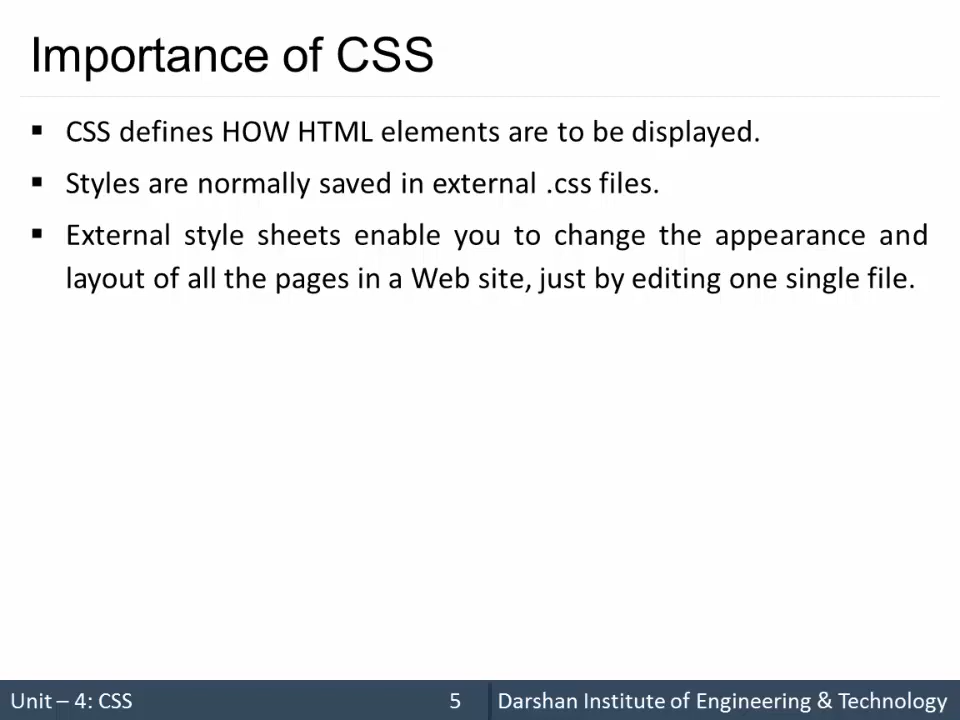 Importance of CSS
▪ CSS defines HOW HTML elements are to be displayed.
▪ Styles are normally saved in external .css files.
▪ External style sheets enable you to change the appearance and
layout of all the pages in a Web site, just by editing one single file.
Unit – 4: CSS 5 Darshan Institute of Engineering & Technology